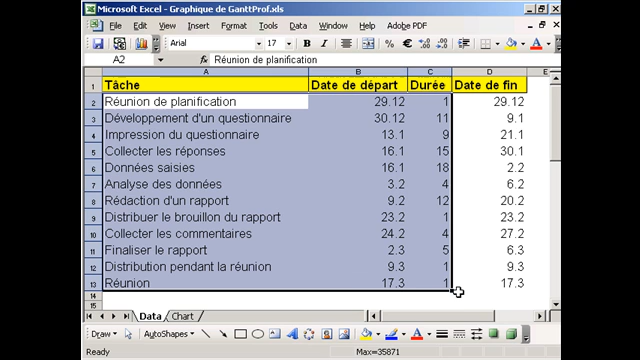 Microsoft Excel - Graphique de GanttProf.xls
File Edit View Insert Format Tools Data Window Help Adobe PDF
Arial 17 B I
A2 Réunion de planification
A B C D E
1 Tâche Date de départ Durée Date de fin
2 Réunion de planification 29.12 1 29.12
3 Développement d'un questionnaire 30.12 11 9.1
4 Impression du questionnaire 13.1 9 21.1
5 Collecter les réponses 16.1 15 30.1
6 Données saisies 16.1 18 2.2
7 Analyse des données 3.2 4 6.2
8 Rédaction d'un rapport 9.2 12 20.2
9 Distribuer le brouillon du rapport 23.2 1 23.2
10 Collecter les commentaires 24.2 4 27.2
11 Finaliser le rapport 2.3 5 6.3
12 Distribution pendant la réunion 9.3 1 9.3
13 Réunion 17.3 1 17.3
14
15
Data Chart
Draw AutoShapes
Ready Max=35871